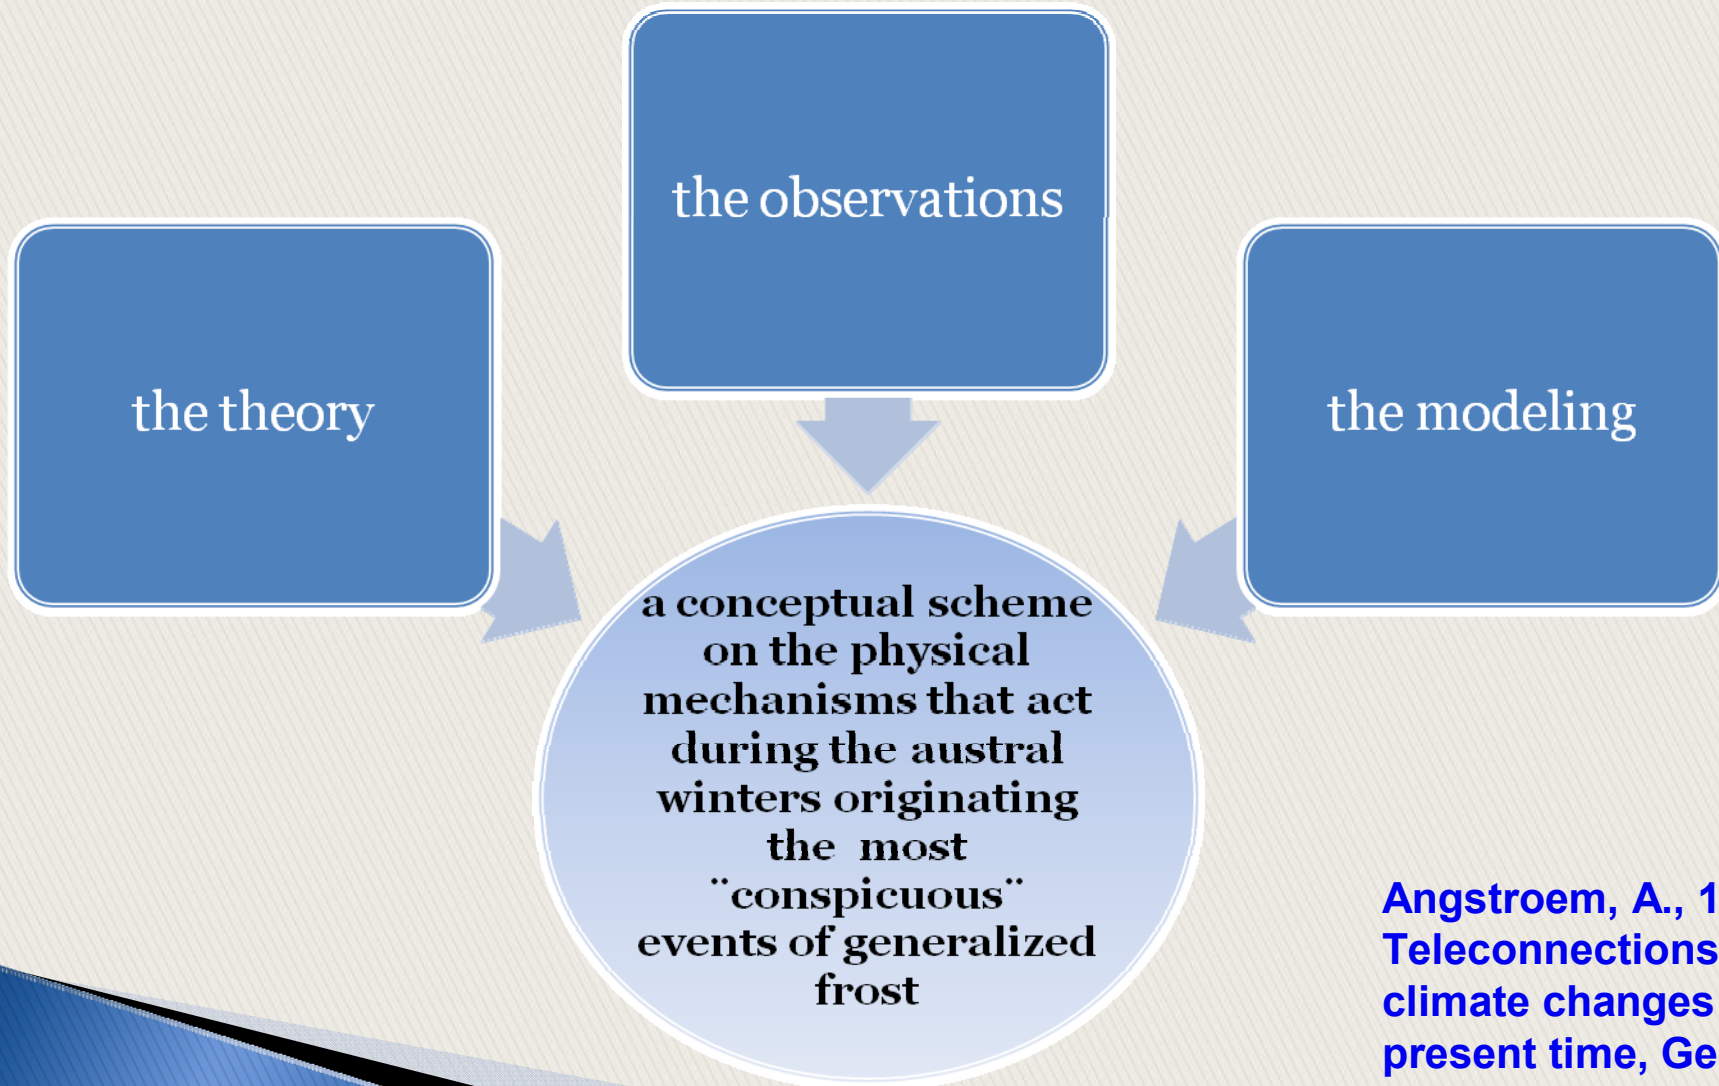 the observations
the theory
the modeling
a conceptual scheme
on the physical
mechanisms that act
during the austral
winters originating
the most
¨conspicuous¨
events of generalized
frost
Angstroem, A., 1
Teleconnections
climate changes
present time, Ge